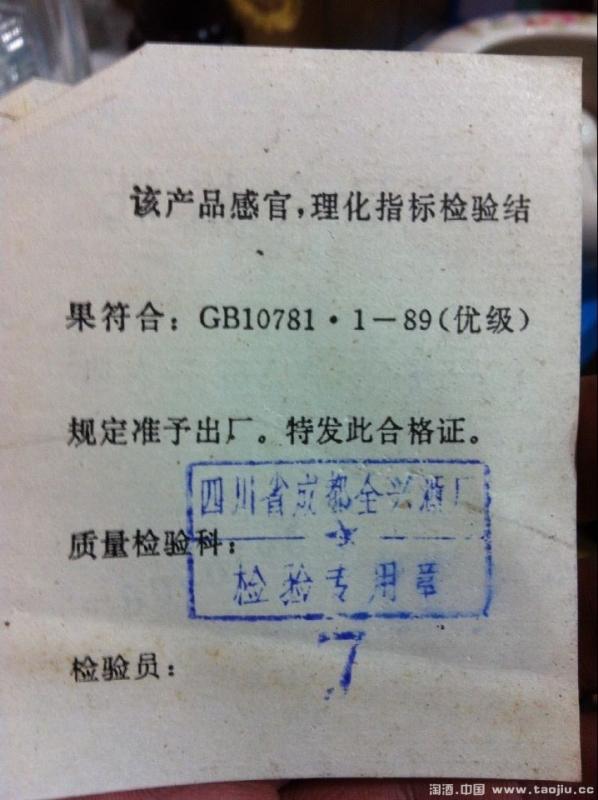 该产品感官,理化指标检验结
果符合：GB10781·1－89(优级)
规定准予出厂。特发此合格证。
四川省成都全兴酒厂
质量检验科：
检验专用章
检验员：
7
淘酒.中国 www.taojiu.cc